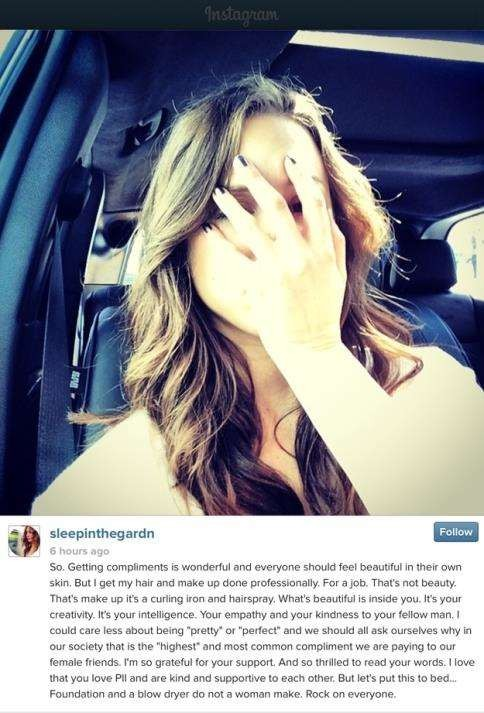 Instagram
sleepinthegardn
Follow
6 hours ago
So. Getting compliments is wonderful and everyone should feel beautiful in their own
skin. But I get my hair and make up done professionally. For a job. That's not beauty.
That's make up it's a curling iron and hairspray. What's beautiful is inside you. It's your
creativity. It's your intelligence. Your empathy and your kindness to your fellow man. I
could care less about being "pretty" or "perfect" and we should all ask ourselves why in
our society that is the "highest" and most common compliment we are paying to our
female friends. I'm so grateful for your support. And so thrilled to read your words. I love
that you love Pll and are kind and supportive to each other. But let's put this to bed...
Foundation and a blow dryer do not a woman make. Rock on everyone.